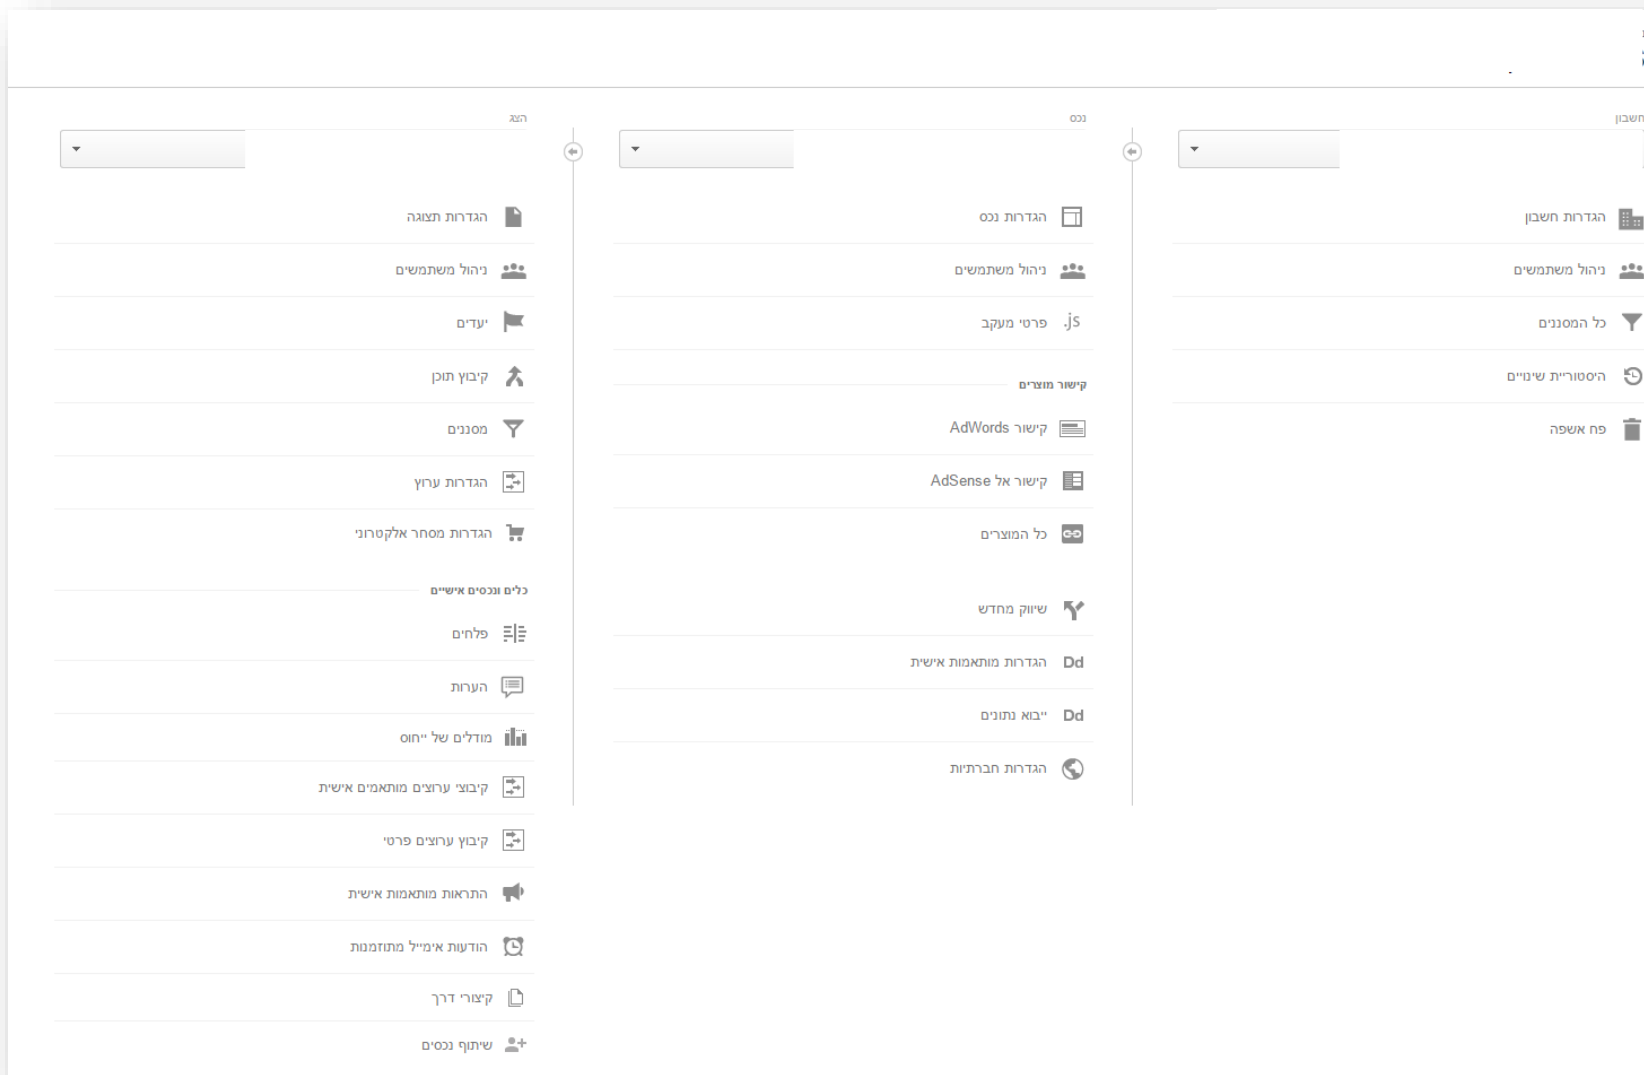 חשבון
הגדרות חשבון
ניהול משתמשים
כל המסננים
היסטוריית שינויים
פח אשפה
נכס
הגדרות נכס
ניהול משתמשים
.js פרטי מעקב
קישור מוצרים
קישור AdWords
קישור אל AdSense
כל המוצרים
שיווק מחדש
Dd הגדרות מותאמות אישית
Dd ייבוא נתונים
הגדרות חברתיות
הצג
הגדרות תצוגה
ניהול משתמשים
יעדים
קיבוץ תוכן
מסננים
הגדרות ערוץ
הגדרות מסחר אלקטרוני
כלים ונכסים אישיים
פלחים
הערות
מודלים של ייחוס
קיבוצי ערוצים מותאמים אישית
קיבוץ ערוצים פרטי
התראות מותאמות אישית
הודעות אימייל מתוזמנות
קיצורי דרך
שיתוף נכסים